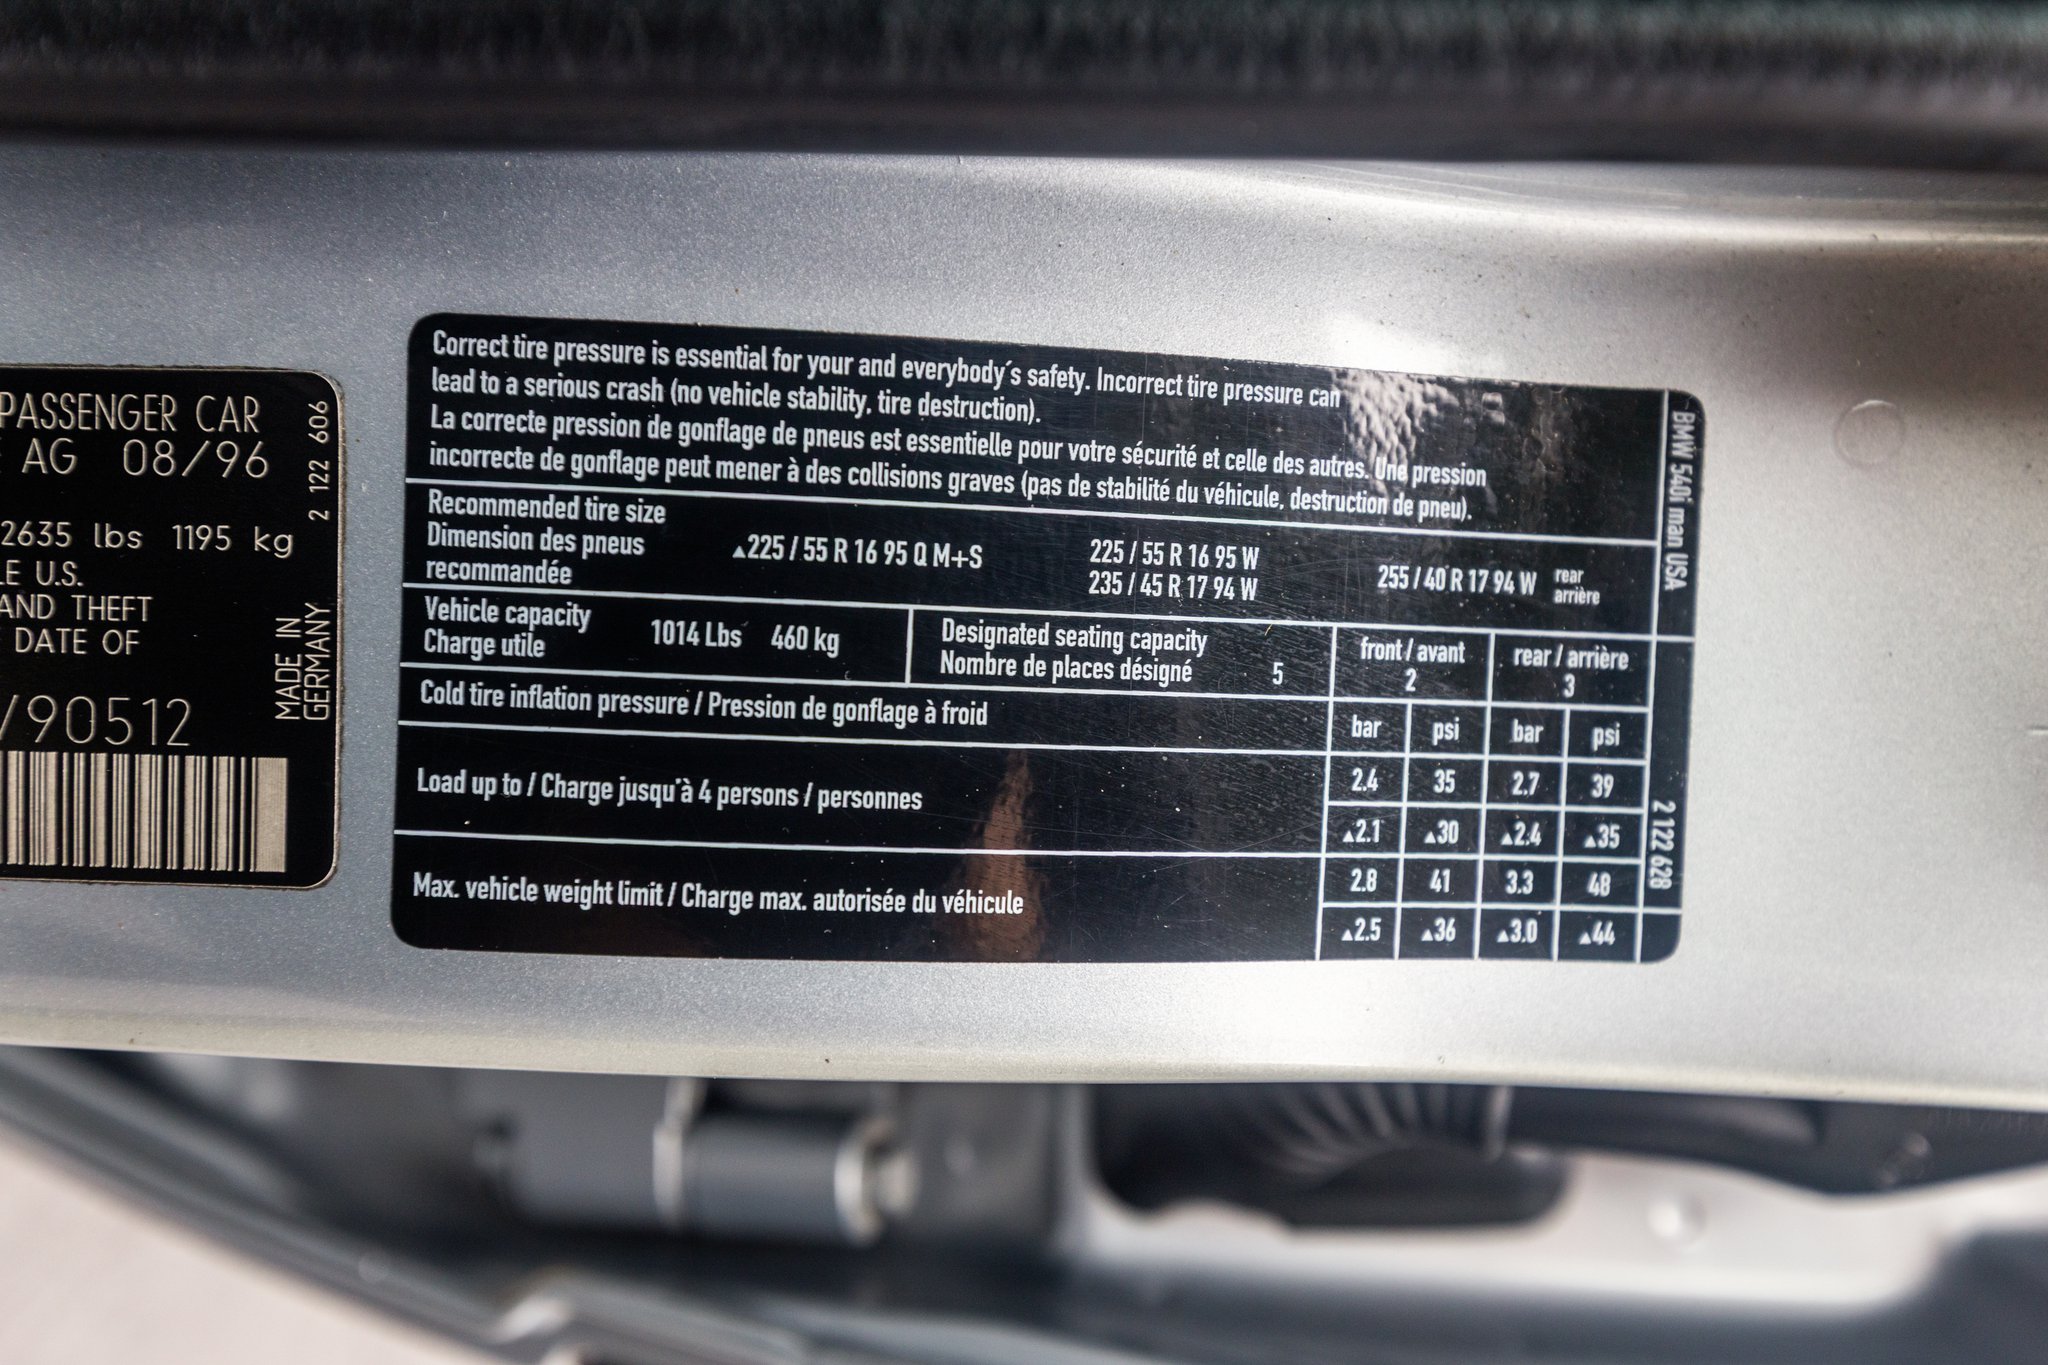 PASSENGER CAR
AG 08/96
2635 lbs 1195 kg
E U.S.
AND THEFT
DATE OF
/90512
MADE IN
GERMANY
2 122 606
Correct tire pressure is essential for your and everybody´s safety. Incorrect tire pressure can
lead to a serious crash (no vehicle stability, tire destruction).
La correcte pression de gonflage de pneus est essentielle pour votre sécurité et celle des autres. Une pression
incorrecte de gonflage peut mener à des collisions graves (pas de stabilité du véhicule, destruction de pneu).
Recommended tire size
Dimension des pneus
recommandée
▲225 / 55 R 16 95 Q M+S
225 / 55 R 16 95 W
235 / 45 R 17 94 W
255 / 40 R 17 94 W rear
arrière
Vehicle capacity
Charge utile
1014 Lbs 460 kg
Designated seating capacity
Nombre de places désigné 5
front / avant
2
rear / arrière
3
Cold tire inflation pressure / Pression de gonflage à froid
bar psi bar psi
Load up to / Charge jusqu'à 4 persons / personnes
2.4 35 2.7 39
▲2.1 ▲30 ▲2.4 ▲35
Max. vehicle weight limit / Charge max. autorisée du véhicule
2.8 41 3.3 48
▲2.5 ▲36 ▲3.0 ▲44
BMW 540i man USA
2 122 628